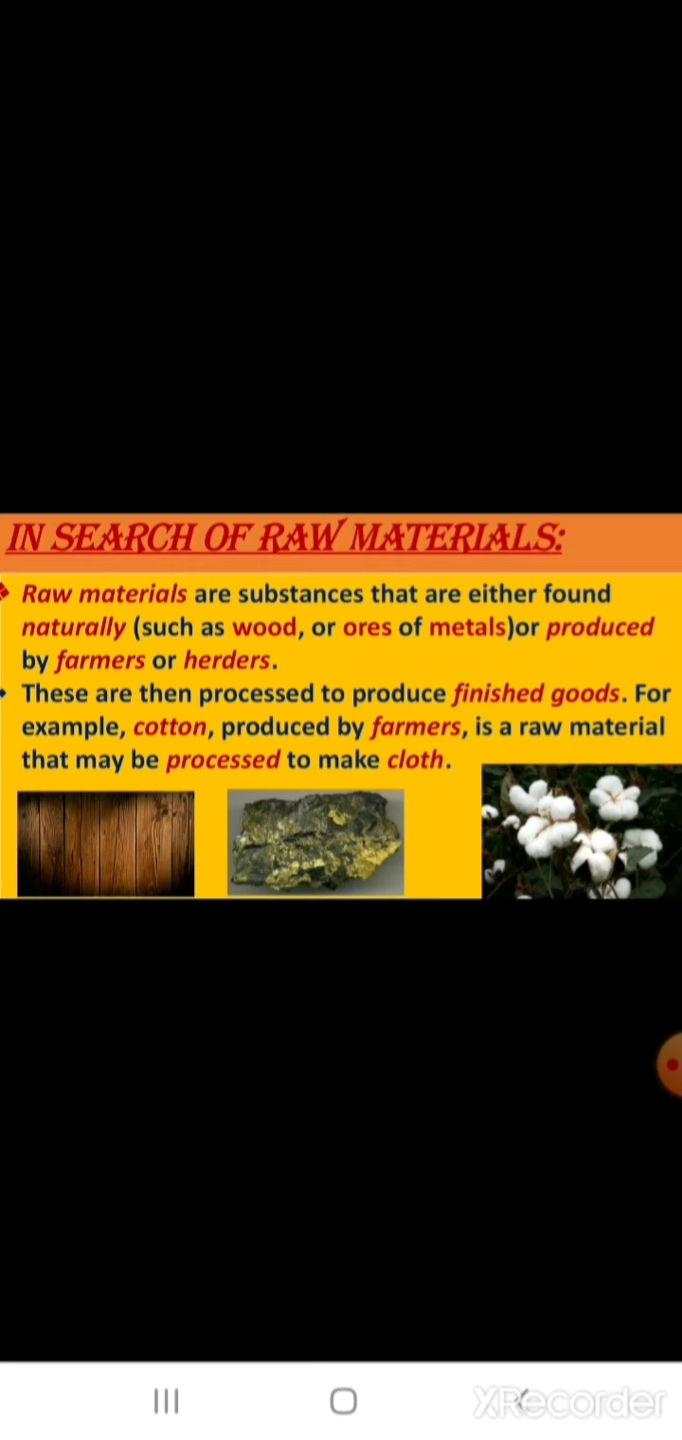 IN SEARCH OF RAW MATERIALS:
Raw materials are substances that are either found
naturally (such as wood, or ores of metals)or produced
by farmers or herders.
These are then processed to produce finished goods. For
example, cotton, produced by farmers, is a raw material
that may be processed to make cloth.
XRecorder